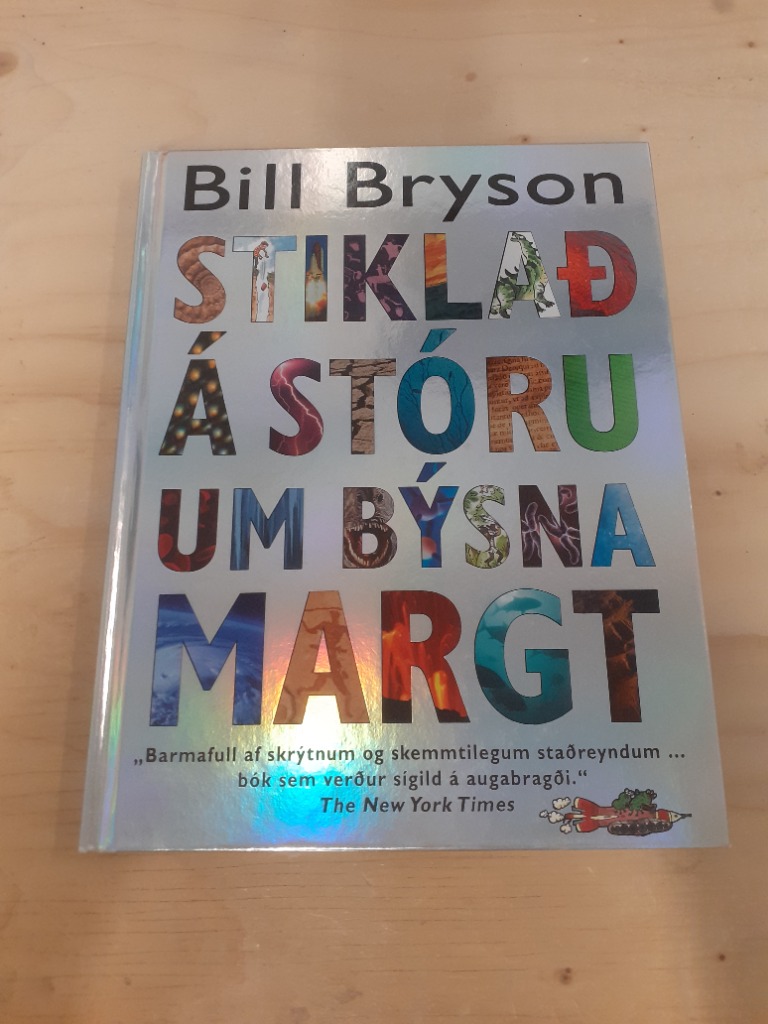 Bill Bryson
STIKLAÐ
Á STÓRU
UM BÝSNA
MARGT
„Barmafull af skrýtnum og skemmtilegum staðreyndum ...
bók sem verður sígild á augabragði.“
The New York Times